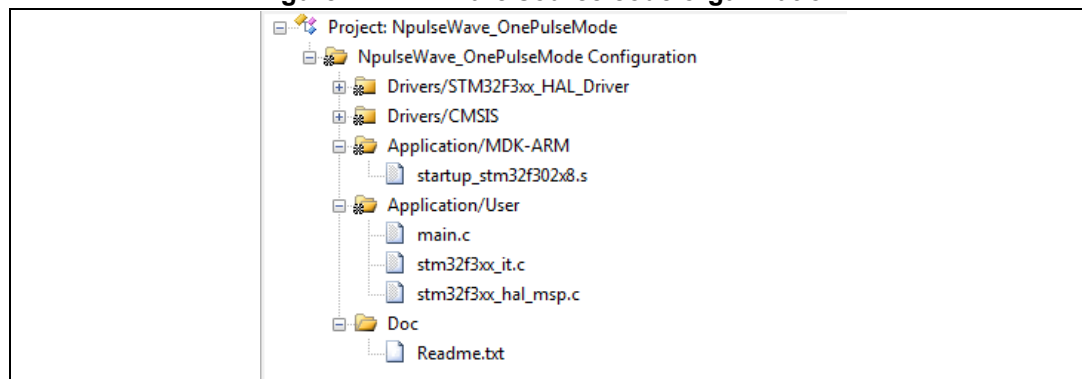 Project: NpulseWave_OnePulseMode
NpulseWave_OnePulseMode Configuration
Drivers/STM32F3xx_HAL_Driver
Drivers/CMSIS
Application/MDK-ARM
startup_stm32f302x8.s
Application/User
main.c
stm32f3xx_it.c
stm32f3xx_hal_msp.c
Doc
Readme.txt